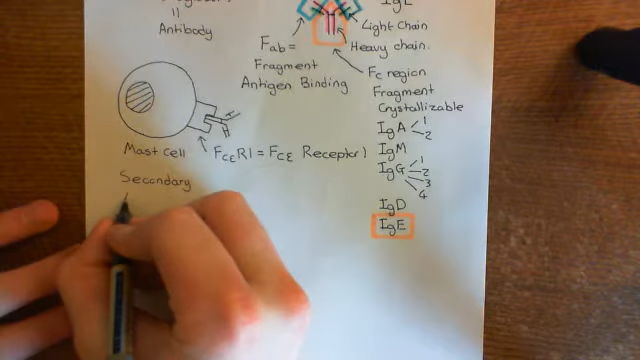 =
Antibody
IgE
Light Chain
Heavy chain.
Fab =
Fragment
Antigen Binding
Fc region
Fragment
Crystallizable
IgA 1
2
IgM
IgG 1
2
3
4
IgD
IgE
Mast cell
FcεR1 = Fcε Receptor 1
Secondary